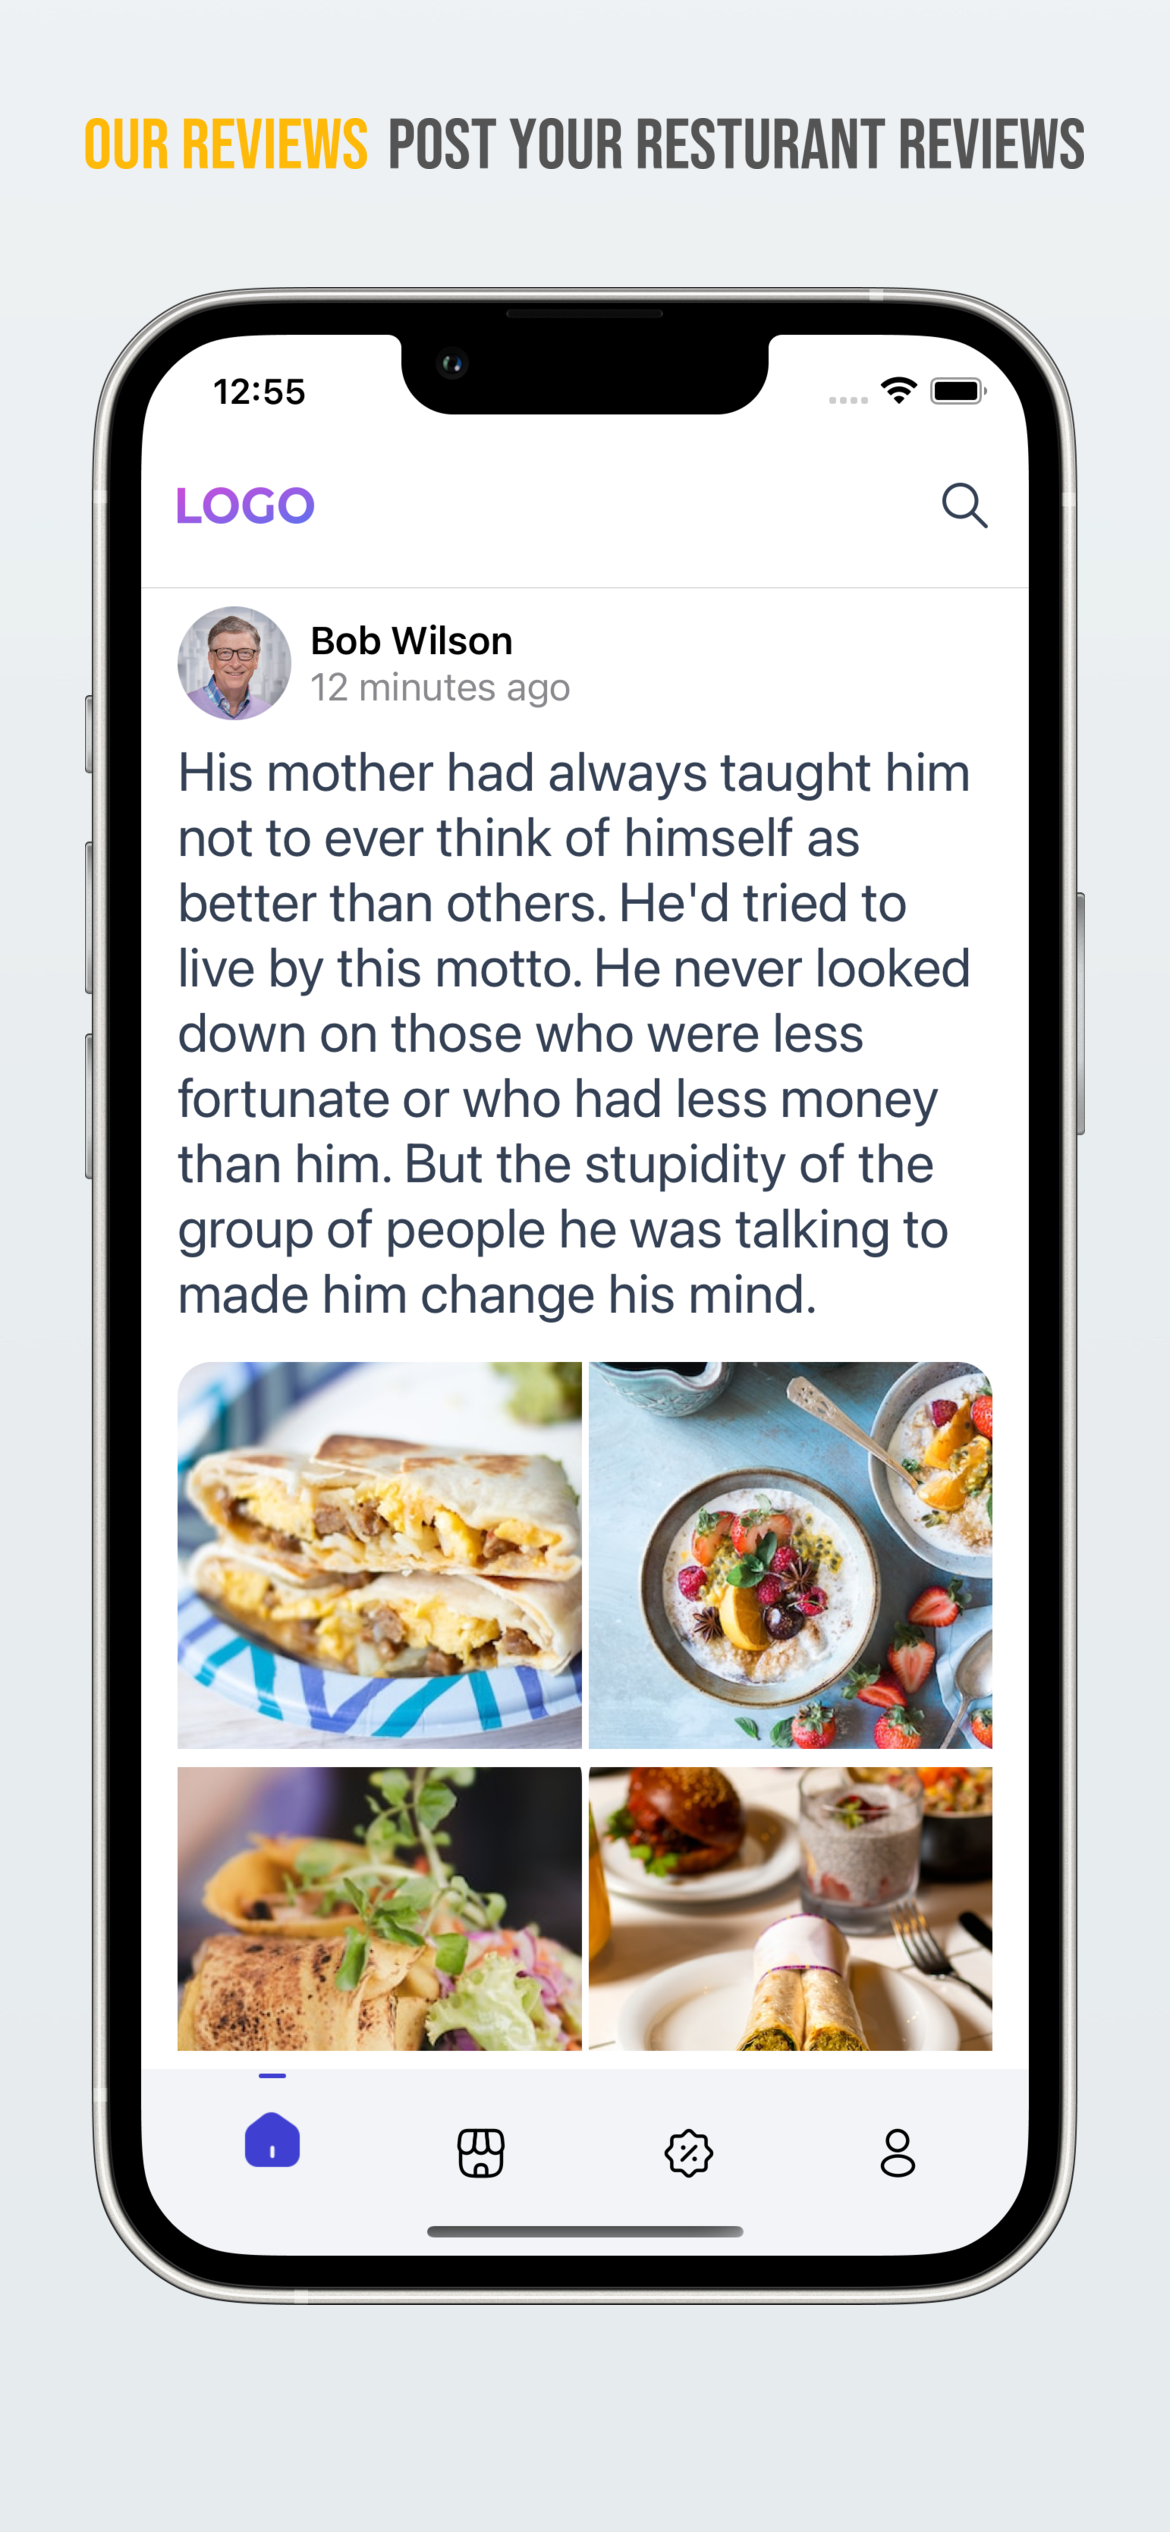 OUR REVIEWS POST YOUR RESTURANT REVIEWS
12:55
LOGO
Bob Wilson
12 minutes ago
His mother had always taught him
not to ever think of himself as
better than others. He'd tried to
live by this motto. He never looked
down on those who were less
fortunate or who had less money
than him. But the stupidity of the
group of people he was talking to
made him change his mind.